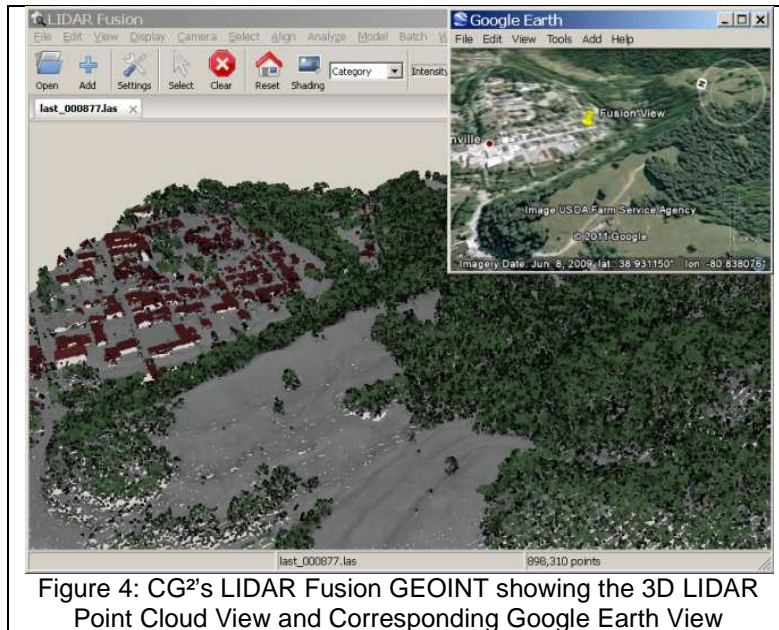 LIDAR Fusion
File Edit View Display Camera Select Align Analyze Model Batch
Open Add Settings Select Clear Reset Shading
Category
Intensity
last_000877.las
Google Earth
File Edit View Tools Add Help
N
Fusion View
nville
Image USDA Farm Service Agency
© 2011 Google
Imagery Date: Jun 8, 2009 lat 38.931150° lon -80.838076°
last_000877.las 898,310 points
Figure 4: CG²'s LIDAR Fusion GEOINT showing the 3D LIDAR
Point Cloud View and Corresponding Google Earth View